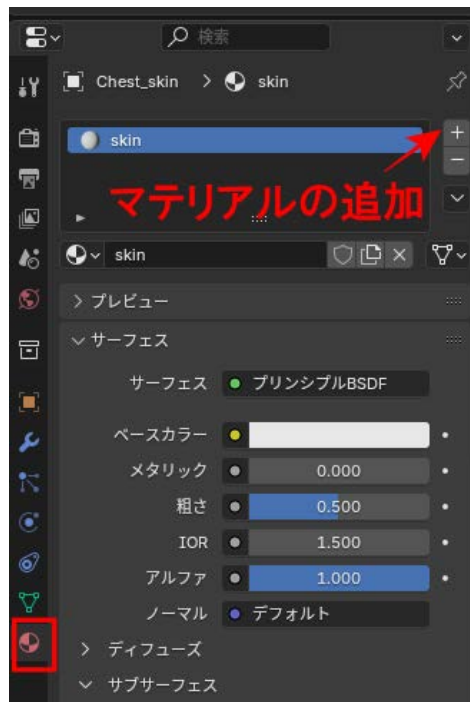 検索
Chest_skin > skin
skin
マテリアルの追加
skin
プレビュー
サーフェス
サーフェス プリンシプルBSDF
ベースカラー
メタリック 0.000
粗さ 0.500
IOR 1.500
アルファ 1.000
ノーマル デフォルト
ディフューズ
サブサーフェス